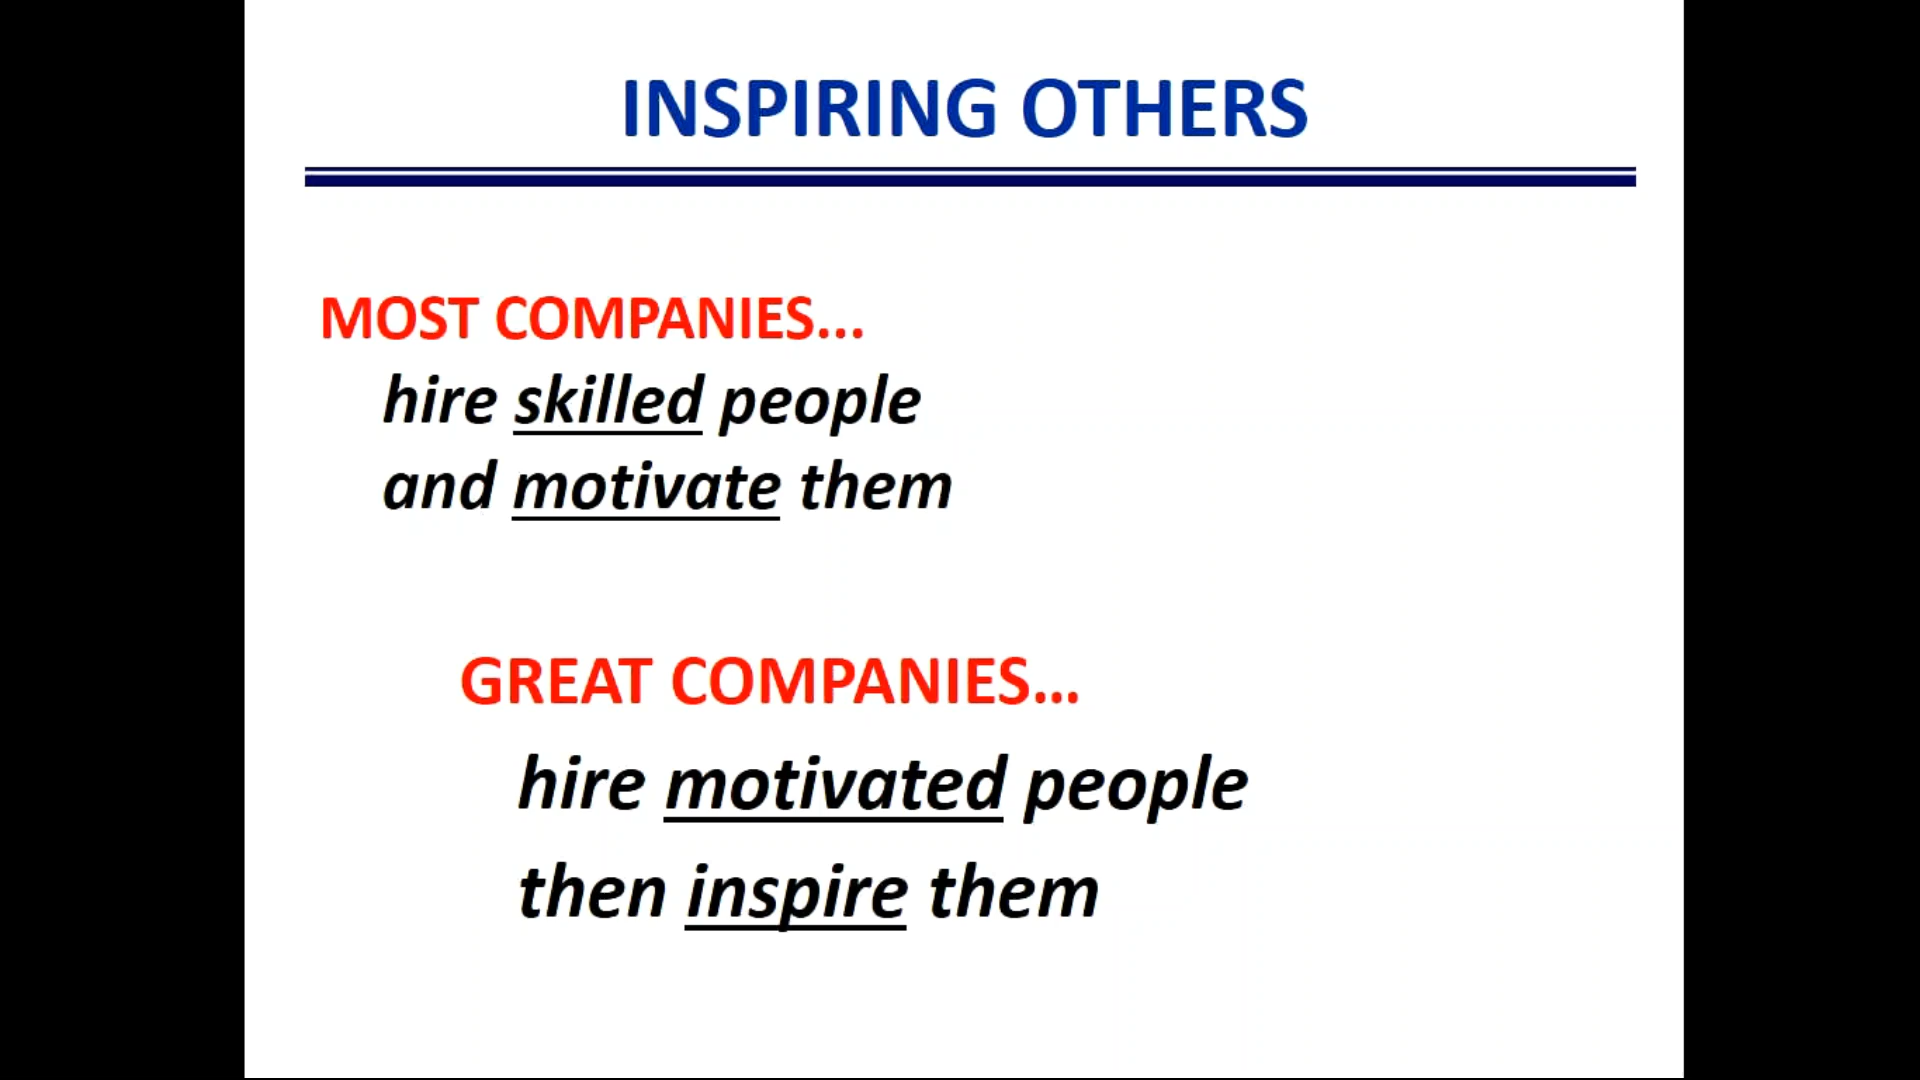 INSPIRING OTHERS
MOST COMPANIES...
hire skilled people
and motivate them
GREAT COMPANIES...
hire motivated people
then inspire them